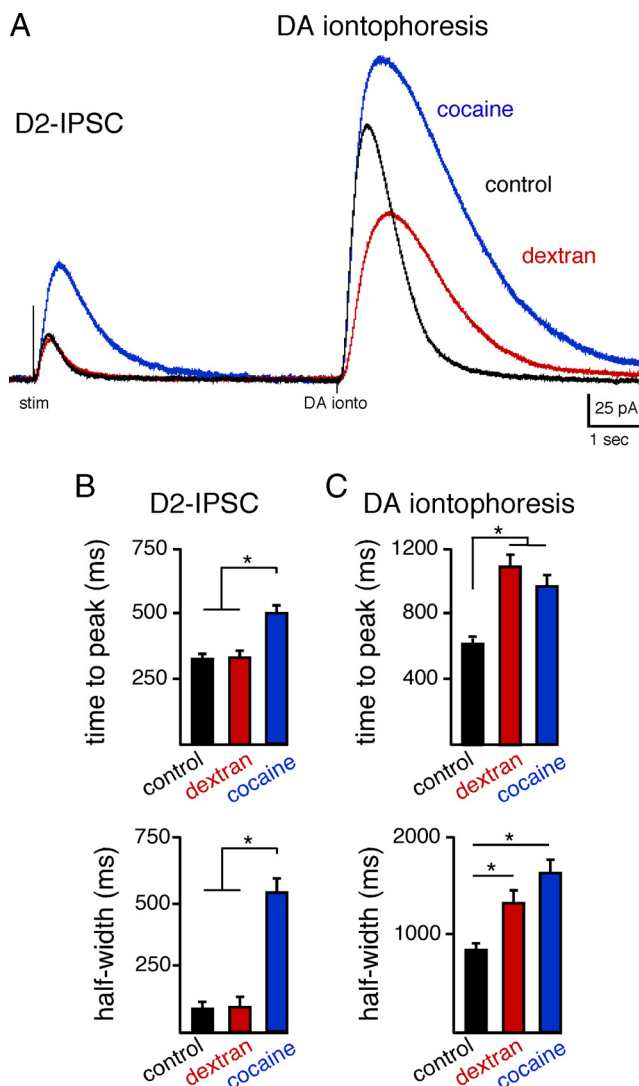 A
DA iontophoresis
D2-IPSC
cocaine
control
dextran
stim
DA ionto
25 pA
1 sec
B
D2-IPSC
time to peak (ms)
750
500
250
*
control
dextran
cocaine
C
DA iontophoresis
time to peak (ms)
1200
800
400
*
control
dextran
cocaine
half-width (ms)
750
500
250
*
control
dextran
cocaine
half-width (ms)
2000
1000
*
*
control
dextran
cocaine